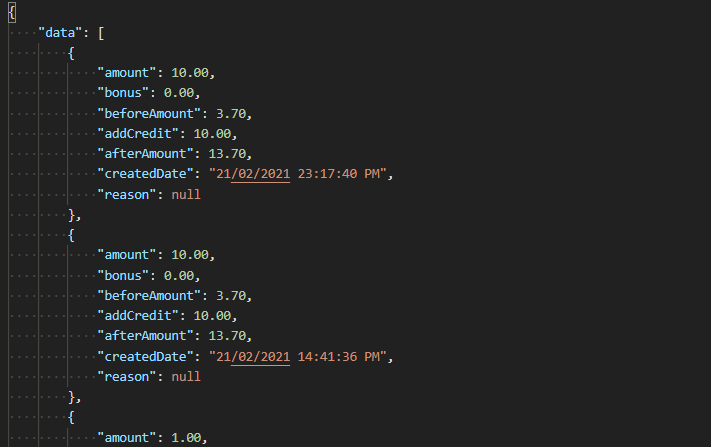 {
"data": [
{
"amount": 10.00,
"bonus": 0.00,
"beforeAmount": 3.70,
"addCredit": 10.00,
"afterAmount": 13.70,
"createdDate": "21/02/2021 23:17:40 PM",
"reason": null
},
{
"amount": 10.00,
"bonus": 0.00,
"beforeAmount": 3.70,
"addCredit": 10.00,
"afterAmount": 13.70,
"createdDate": "21/02/2021 14:41:36 PM",
"reason": null
},
{
"amount": 1.00,